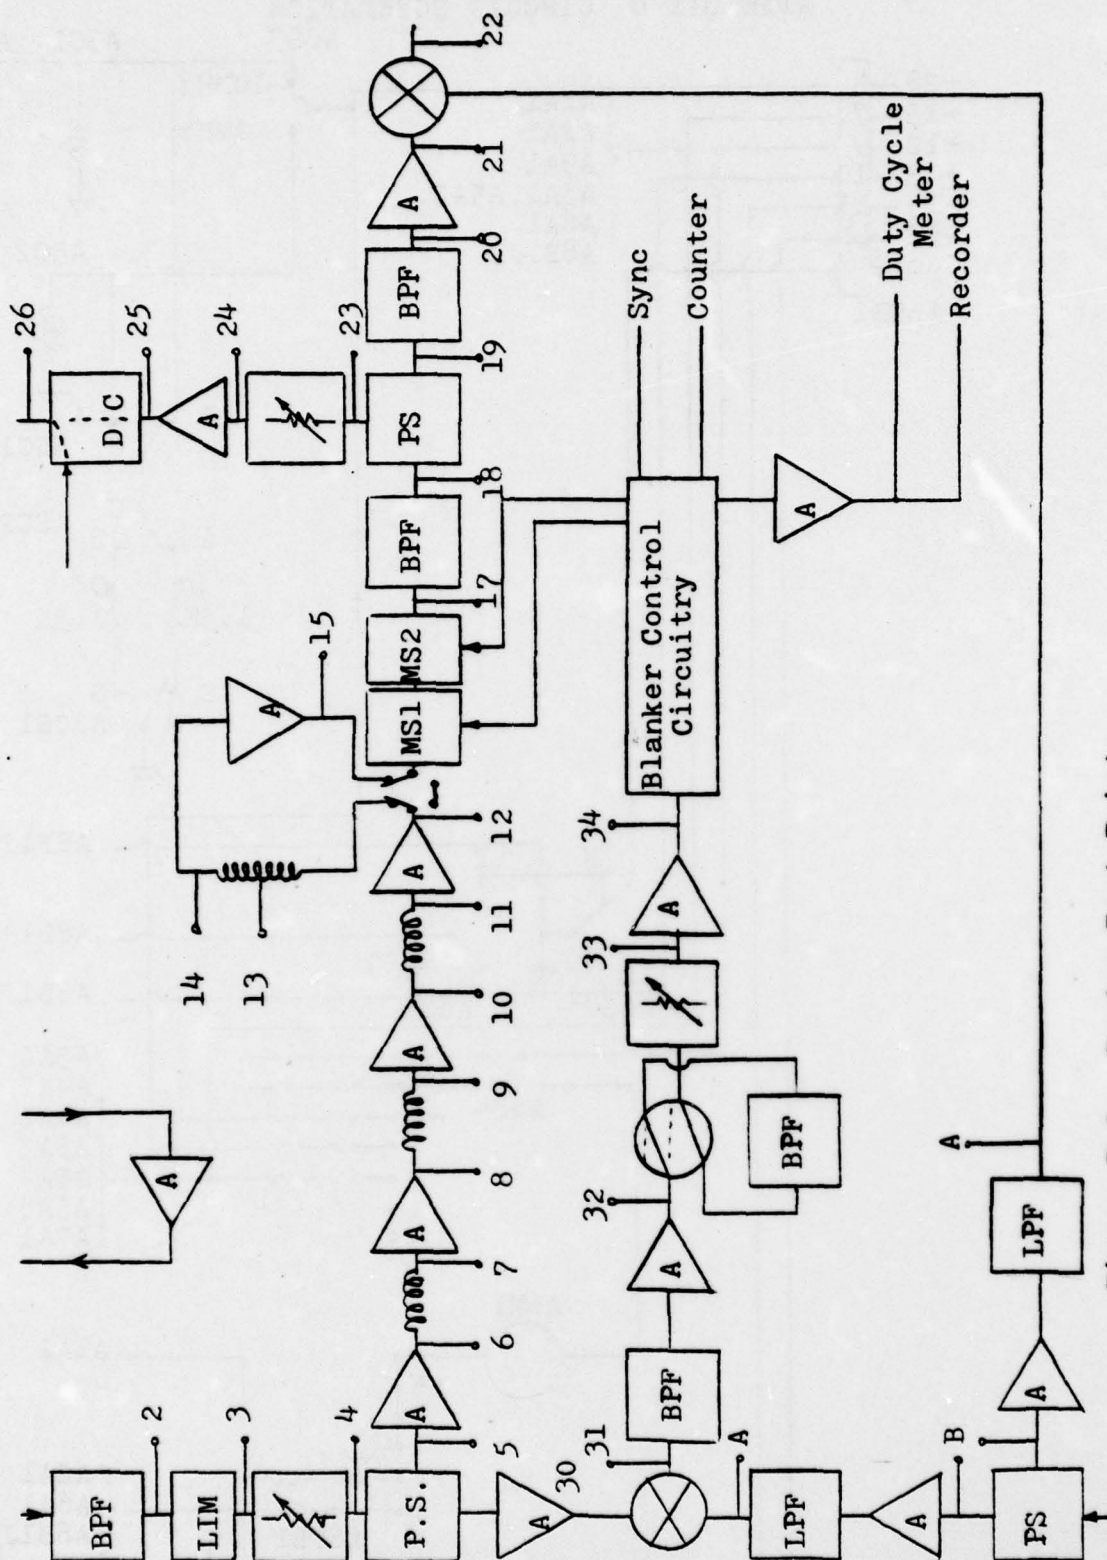 22
21
A
20
BPF
19
PS
18
BPF
17
MS2
MS1
26
25
D C
24
A
23
15
A
14
13
12
A
11
10
A
9
8
A
7
6
A
5
A
BPF
2
LIM
3
4
P.S.
A
30
31
BPF
A
32
BPF
33
A
34
Blanker Control
Circuitry
Sync
Counter
A
Duty Cycle
Meter
Recorder
A
LPF
A
B
PS
B
A
LPF
A